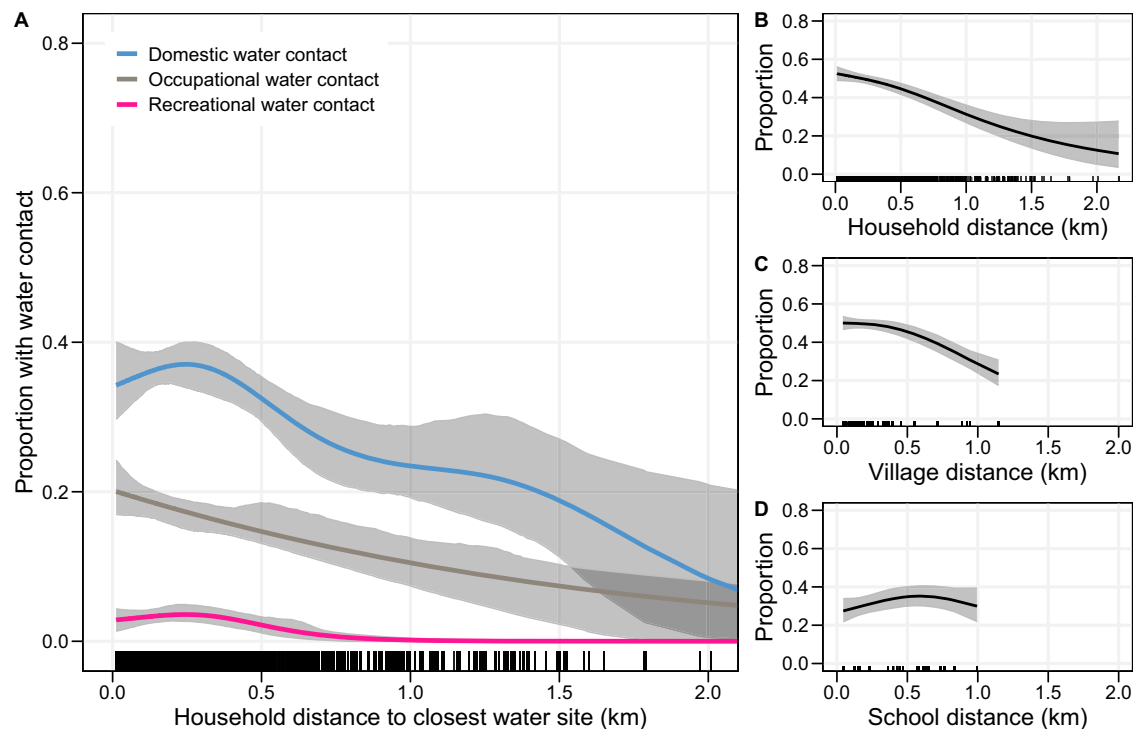 A
Domestic water contact
Occupational water contact
Recreational water contact
Proportion with water contact
0.8
0.6
0.4
0.2
0.0
0.0 0.5 1.0 1.5 2.0
Household distance to closest water site (km)
B
Proportion
0.8
0.6
0.4
0.2
0.0
0.0 0.5 1.0 1.5 2.0
Household distance (km)
C
Proportion
0.8
0.6
0.4
0.2
0.0
0.0 0.5 1.0 1.5 2.0
Village distance (km)
D
Proportion
0.8
0.6
0.4
0.2
0.0
0.0 0.5 1.0 1.5 2.0
School distance (km)